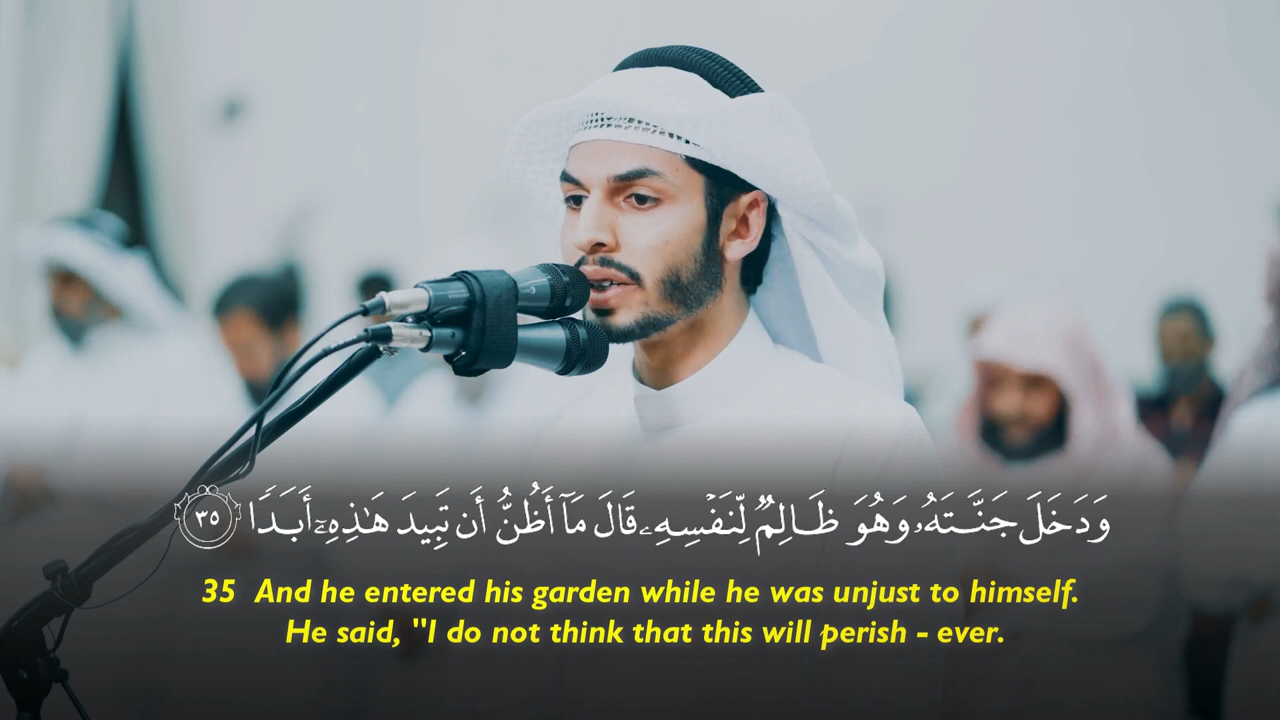 وَدَخَلَ جَنَّتَهُۥ وَهُوَ ظَالِمٌ لِّنَفْسِهِۦ قَالَ مَآ أَظُنُّ أَن تَبِيدَ هَٰذِهِۦٓ أَبَدًا ٣٥
35 And he entered his garden while he was unjust to himself.
He said, "I do not think that this will perish - ever.